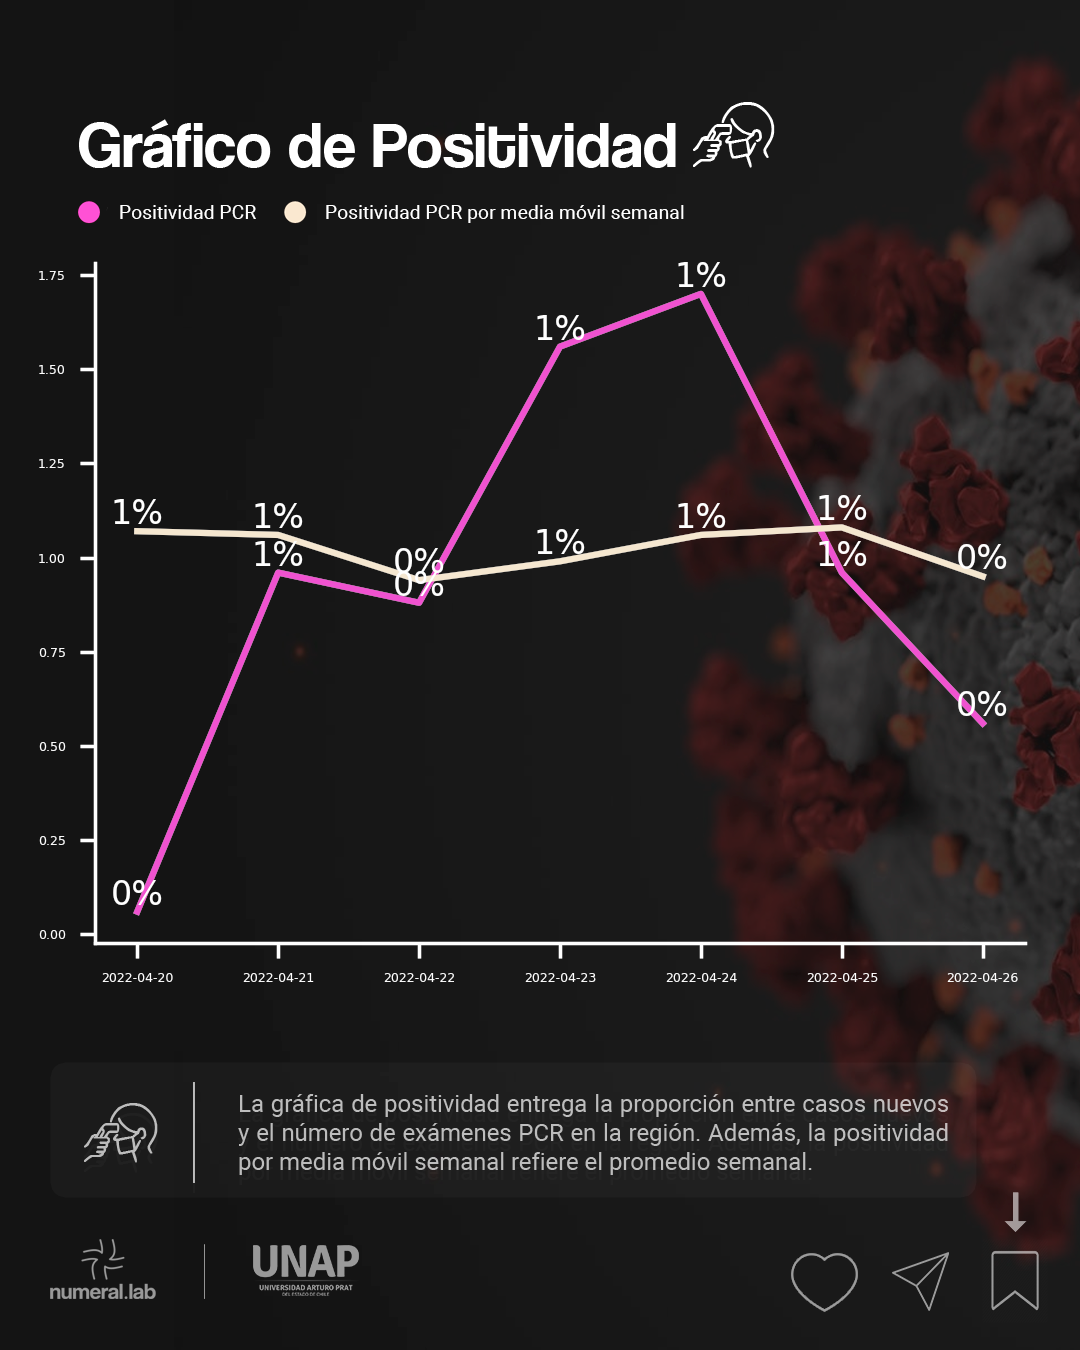 Gráfico de Positividad
Positividad PCR
Positividad PCR por media móvil semanal
1.75
1.50
1.25
1.00
0.75
0.50
0.25
0.00
1%
1%
1%
1%
0%
1%
1%
1%
0%
1%
0%
1%
0%
0%
2022-04-20
2022-04-21
2022-04-22
2022-04-23
2022-04-24
2022-04-25
2022-04-26
La gráfica de positividad entrega la proporción entre casos nuevos
y el número de exámenes PCR en la región. Además, la positividad
por media móvil semanal refiere el promedio semanal.
numeral.lab
UNAP
UNIVERSIDAD ARTURO PRAT
DEL ESTADO DE CHILE